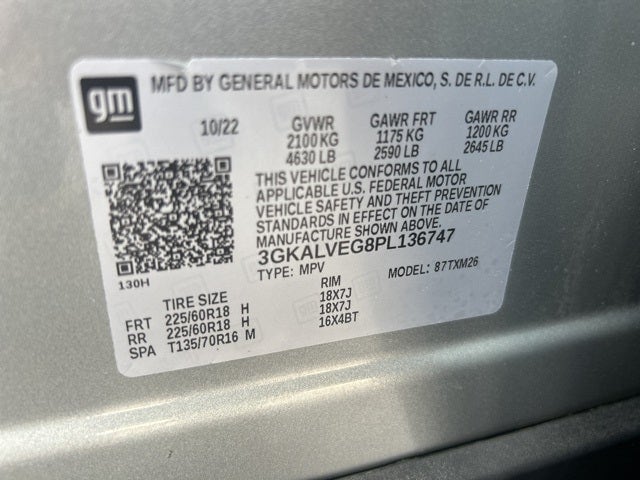 gm
MFD BY GENERAL MOTORS DE MEXICO, S. DE R.L. DE C.V.
10/22 GVWR GAWR FRT GAWR RR
2100 KG 1175 KG 1200 KG
4630 LB 2590 LB 2645 LB
THIS VEHICLE CONFORMS TO ALL
APPLICABLE U.S. FEDERAL MOTOR
VEHICLE SAFETY AND THEFT PREVENTION
STANDARDS IN EFFECT ON THE DATE OF
MANUFACTURE SHOWN ABOVE.
3GKALVEG8PL136747
130H TYPE: MPV MODEL: 87TXM26
TIRE SIZE RIM
FRT 225/60R18 H 18X7J
RR 225/60R18 H 18X7J
SPA T135/70R16 M 16X4BT